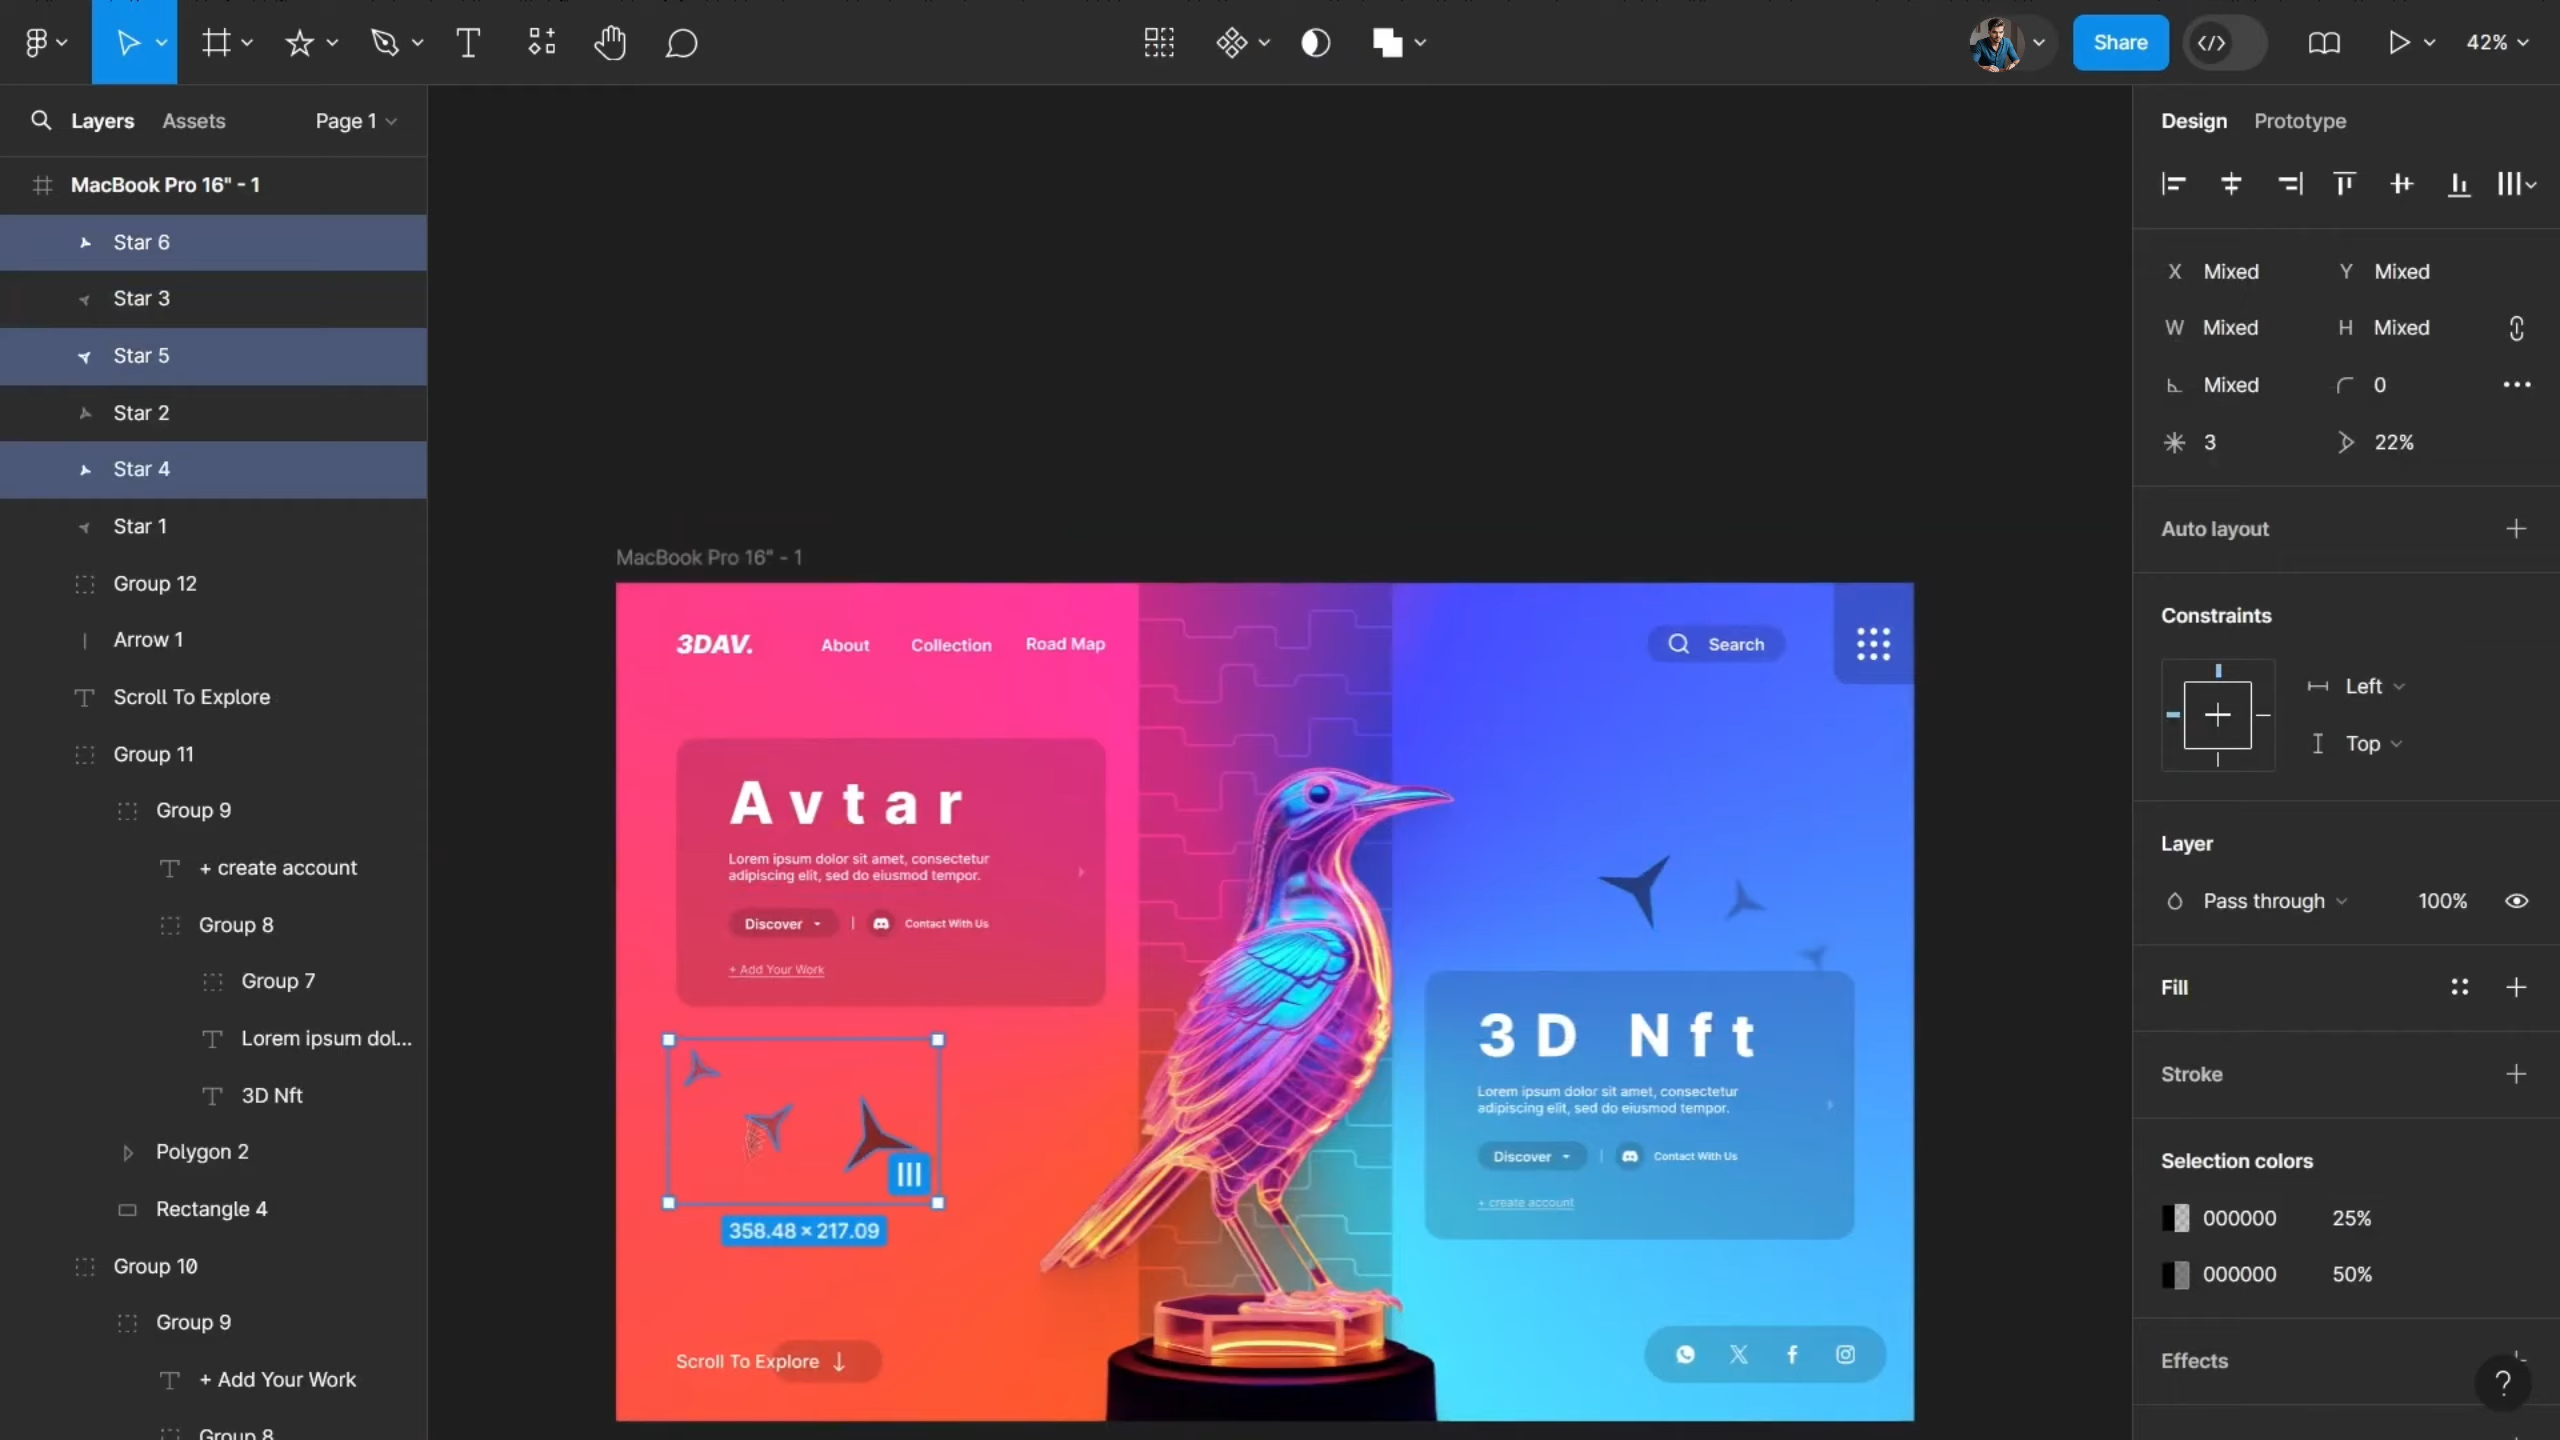 Share
42%
Layers
Assets
Page 1
MacBook Pro 16" - 1
Star 6
Star 3
Star 5
Star 2
Star 4
Star 1
Group 12
Arrow 1
Scroll To Explore
Group 11
Group 9
+ create account
Group 8
Group 7
Lorem ipsum dol...
3D Nft
Polygon 2
Rectangle 4
Group 10
Group 9
+ Add Your Work
Group 8
MacBook Pro 16" - 1
3DAV.
About
Collection
Road Map
Search
Avtar
Lorem ipsum dolor sit amet, consectetur
adipiscing elit, sed do eiusmod tempor.
Discover
Contact With Us
+ Add Your Work
358.48 × 217.09
Scroll To Explore
3D Nft
Lorem ipsum dolor sit amet, consectetur
adipiscing elit, sed do eiusmod tempor.
Discover
Contact With Us
+ create account
Design
Prototype
X Mixed
Y Mixed
W Mixed
H Mixed
Mixed
0
3
22%
Auto layout
Constraints
Left
Top
Layer
Pass through
100%
Fill
Stroke
Selection colors
000000 25%
000000 50%
Effects
?